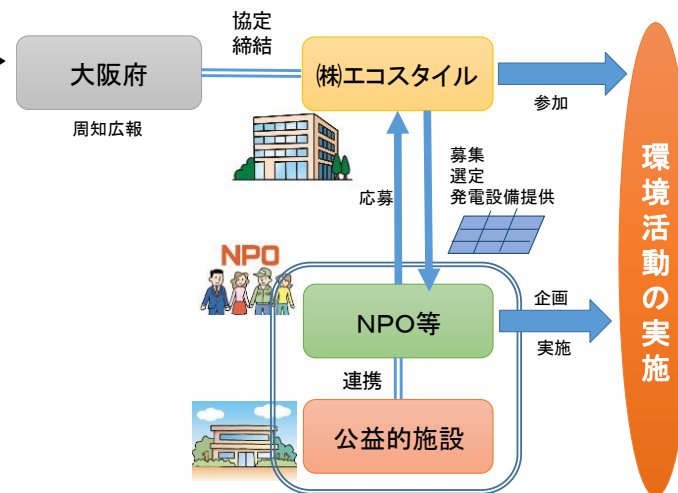 協定
締結
大阪府
㈱エコスタイル
周知広報
参加
募集
選定
発電設備提供
応募
NPO
NPO等
企画
実施
連携
公益的施設
環境活動の実施